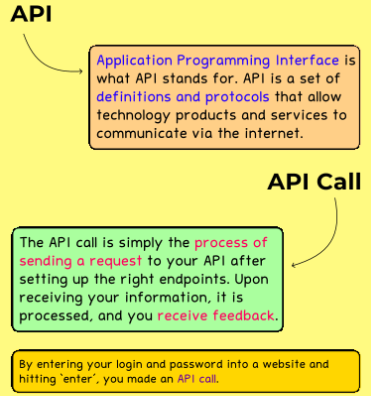 API
Application Programming Interface is
what API stands for. API is a set of
definitions and protocols that allow
technology products and services to
communicate via the internet.
API Call
The API call is simply the process of
sending a request to your API after
setting up the right endpoints. Upon
receiving your information, it is
processed, and you receive feedback.
By entering your login and password into a website and
hitting `enter´, you made an API call.